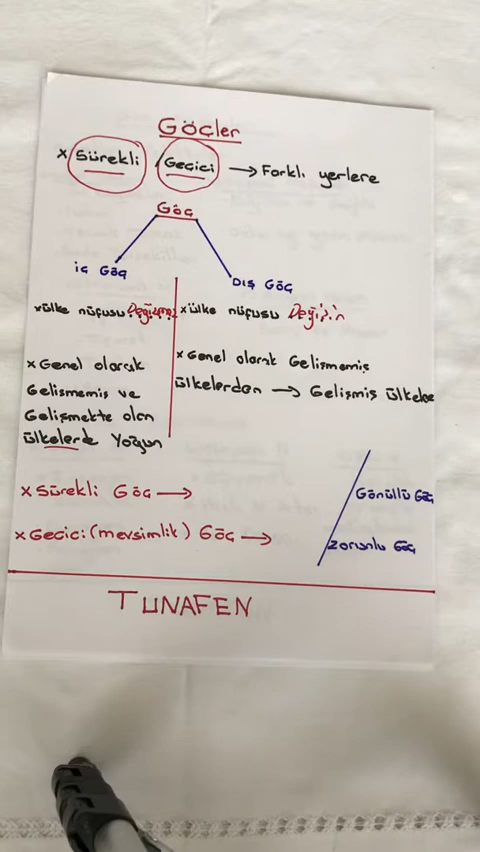 Göçler
x Sürekli / Geçici → Farklı yerlere
Göç
iç Göç
Dış Göç
x ülke nüfusu Değişmez
x Genel olarak
Gelişmemiş ve
Gelişmekte olan
ülkelerde Yoğun
x ülke nüfusu
x Genel olarak Gelişmemiş
ülkelerden → Gelişmiş ülkelere
x Sürekli Göç →
x Geçici (mevsimlik) Göç →
Gönüllü Göç
Zorunlu Göç
TUNAFEN